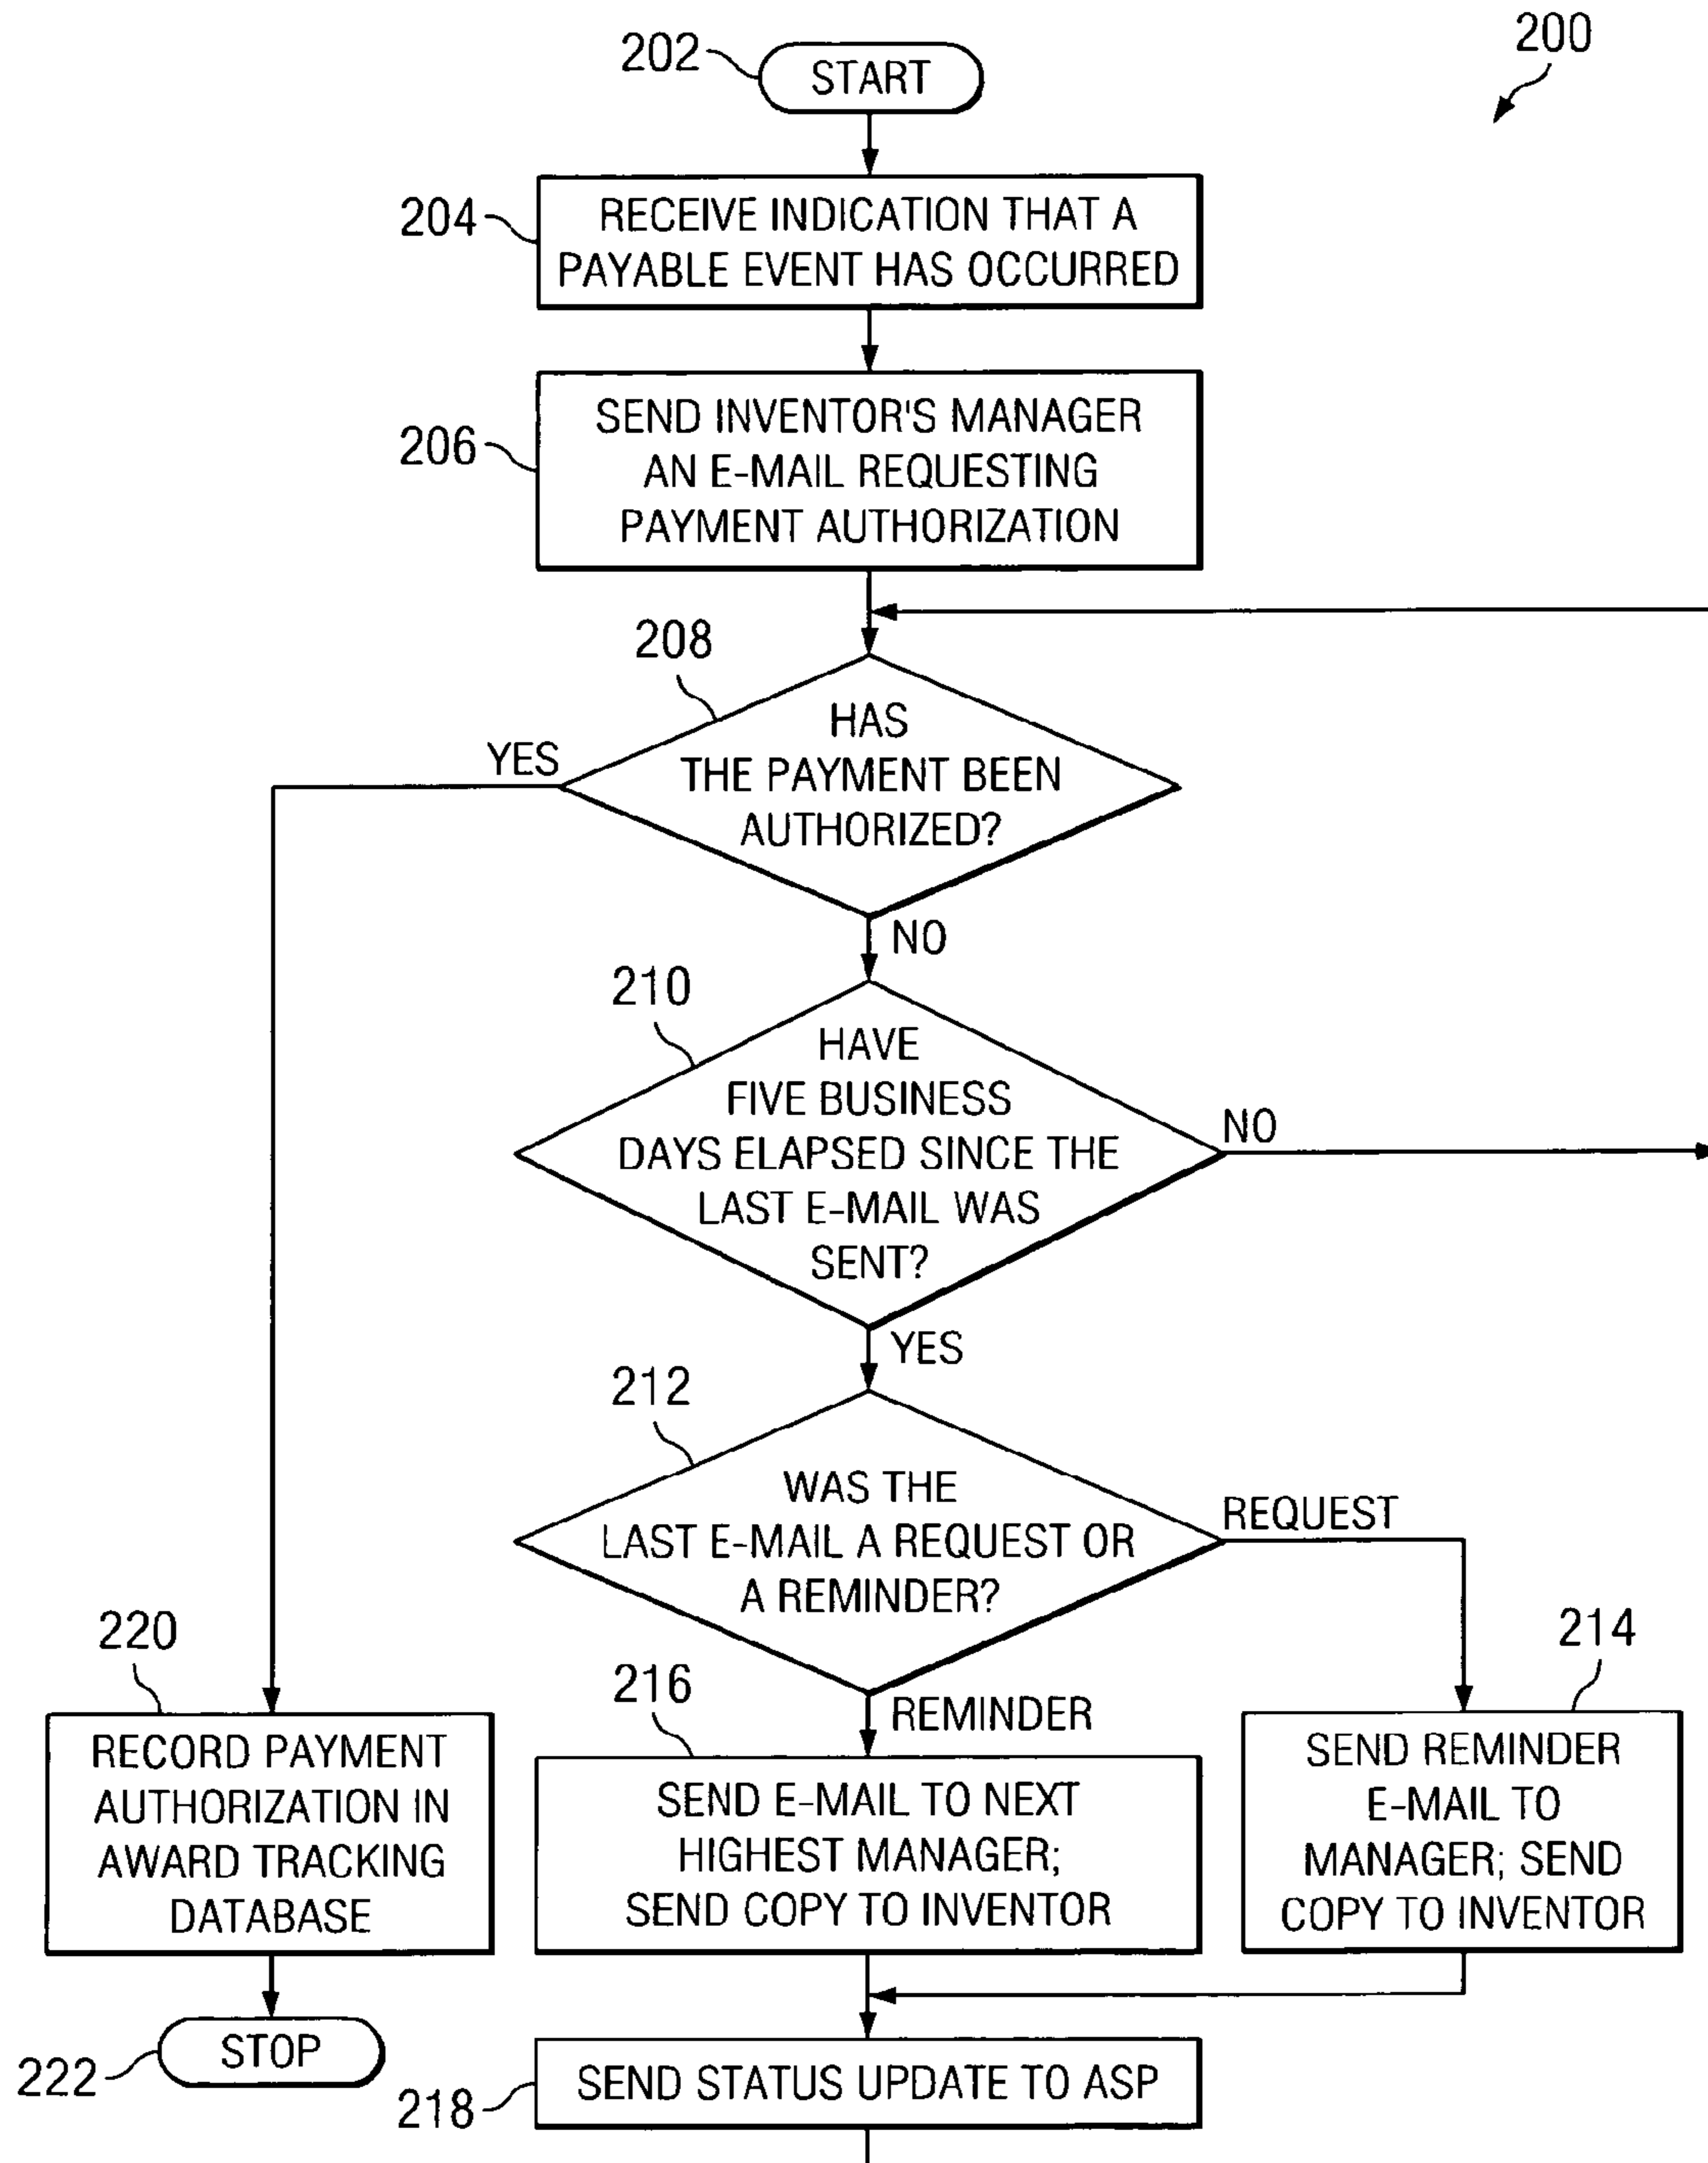 200
202
START
204
RECEIVE INDICATION THAT A
PAYABLE EVENT HAS OCCURRED
206
SEND INVENTOR'S MANAGER
AN E-MAIL REQUESTING
PAYMENT AUTHORIZATION
208
HAS
THE PAYMENT BEEN
AUTHORIZED?
YES
NO
210
HAVE
FIVE BUSINESS
DAYS ELAPSED SINCE THE
LAST E-MAIL WAS
SENT?
NO
YES
212
WAS THE
LAST E-MAIL A REQUEST OR
A REMINDER?
REQUEST
REMINDER
220
RECORD PAYMENT
AUTHORIZATION IN
AWARD TRACKING
DATABASE
216
SEND E-MAIL TO NEXT
HIGHEST MANAGER;
SEND COPY TO INVENTOR
214
SEND REMINDER
E-MAIL TO
MANAGER; SEND
COPY TO INVENTOR
222
STOP
218
SEND STATUS UPDATE TO ASP